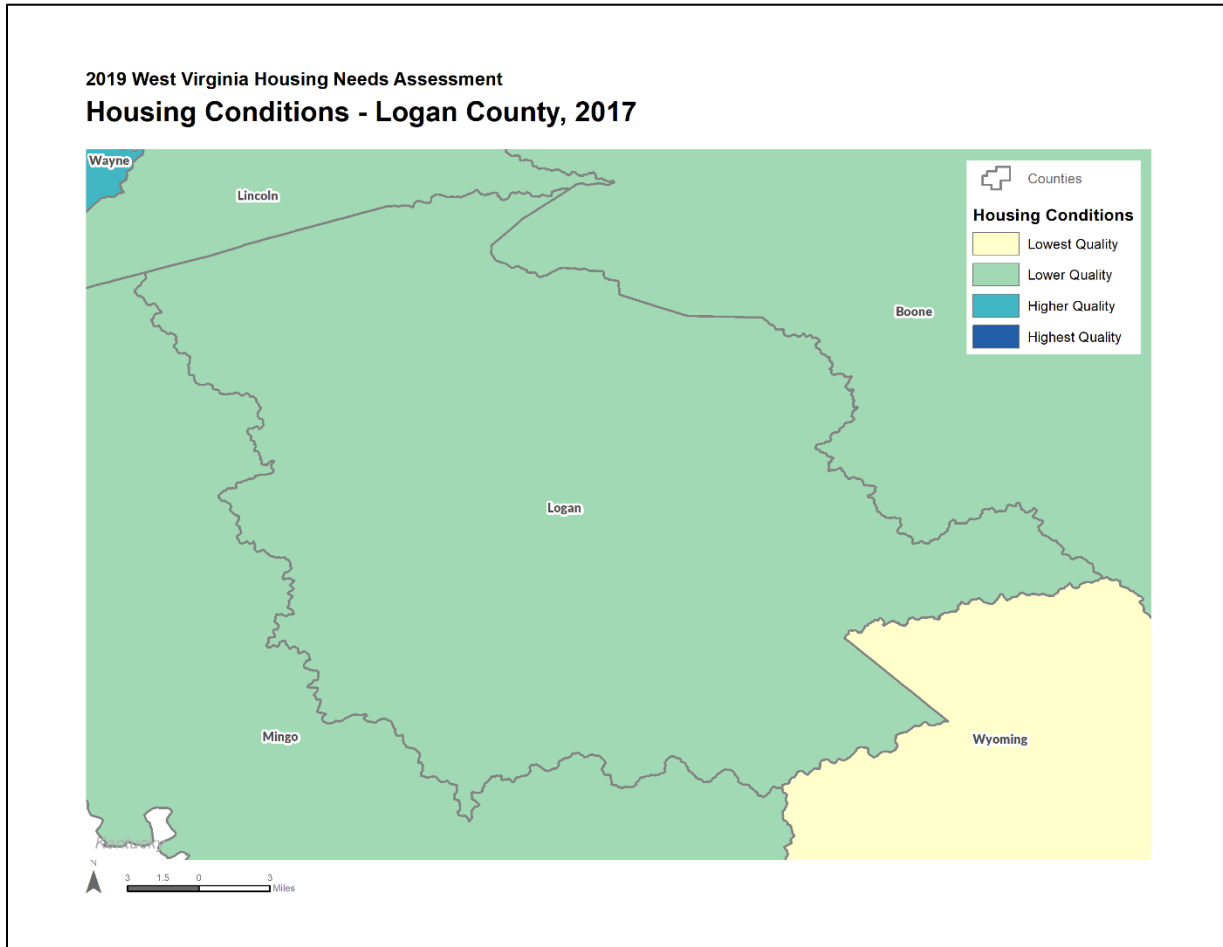 2019 West Virginia Housing Needs Assessment
Housing Conditions - Logan County, 2017
Wayne
Lincoln
Counties
Housing Conditions
Lowest Quality
Lower Quality
Higher Quality
Highest Quality
Boone
Logan
Mingo
Wyoming
Kentucky
N
3 1.5 0 3
Miles